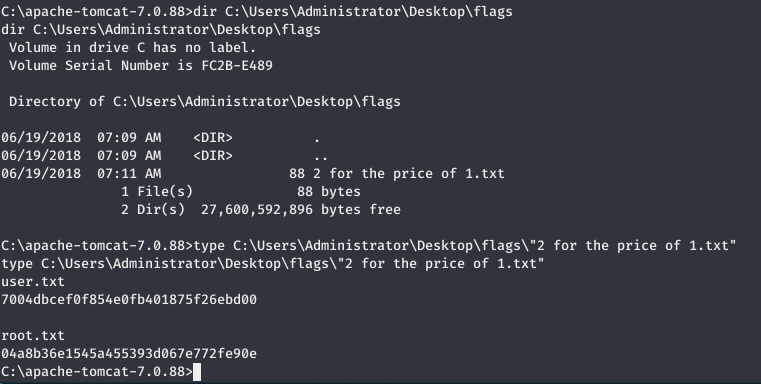 C:\apache-tomcat-7.0.88>dir C:\Users\Administrator\Desktop\flags
dir C:\Users\Administrator\Desktop\flags
 Volume in drive C has no label.
 Volume Serial Number is FC2B-E489

 Directory of C:\Users\Administrator\Desktop\flags

06/19/2018  07:09 AM    <DIR>          .
06/19/2018  07:09 AM    <DIR>          ..
06/19/2018  07:11 AM                88 2 for the price of 1.txt
               1 File(s)             88 bytes
               2 Dir(s)  27,600,592,896 bytes free

C:\apache-tomcat-7.0.88>type C:\Users\Administrator\Desktop\flags\"2 for the price of 1.txt"
type C:\Users\Administrator\Desktop\flags\"2 for the price of 1.txt"
user.txt
7004dbcef0f854e0fb401875f26ebd00

root.txt
04a8b36e1545a455393d067e772fe90e
C:\apache-tomcat-7.0.88>